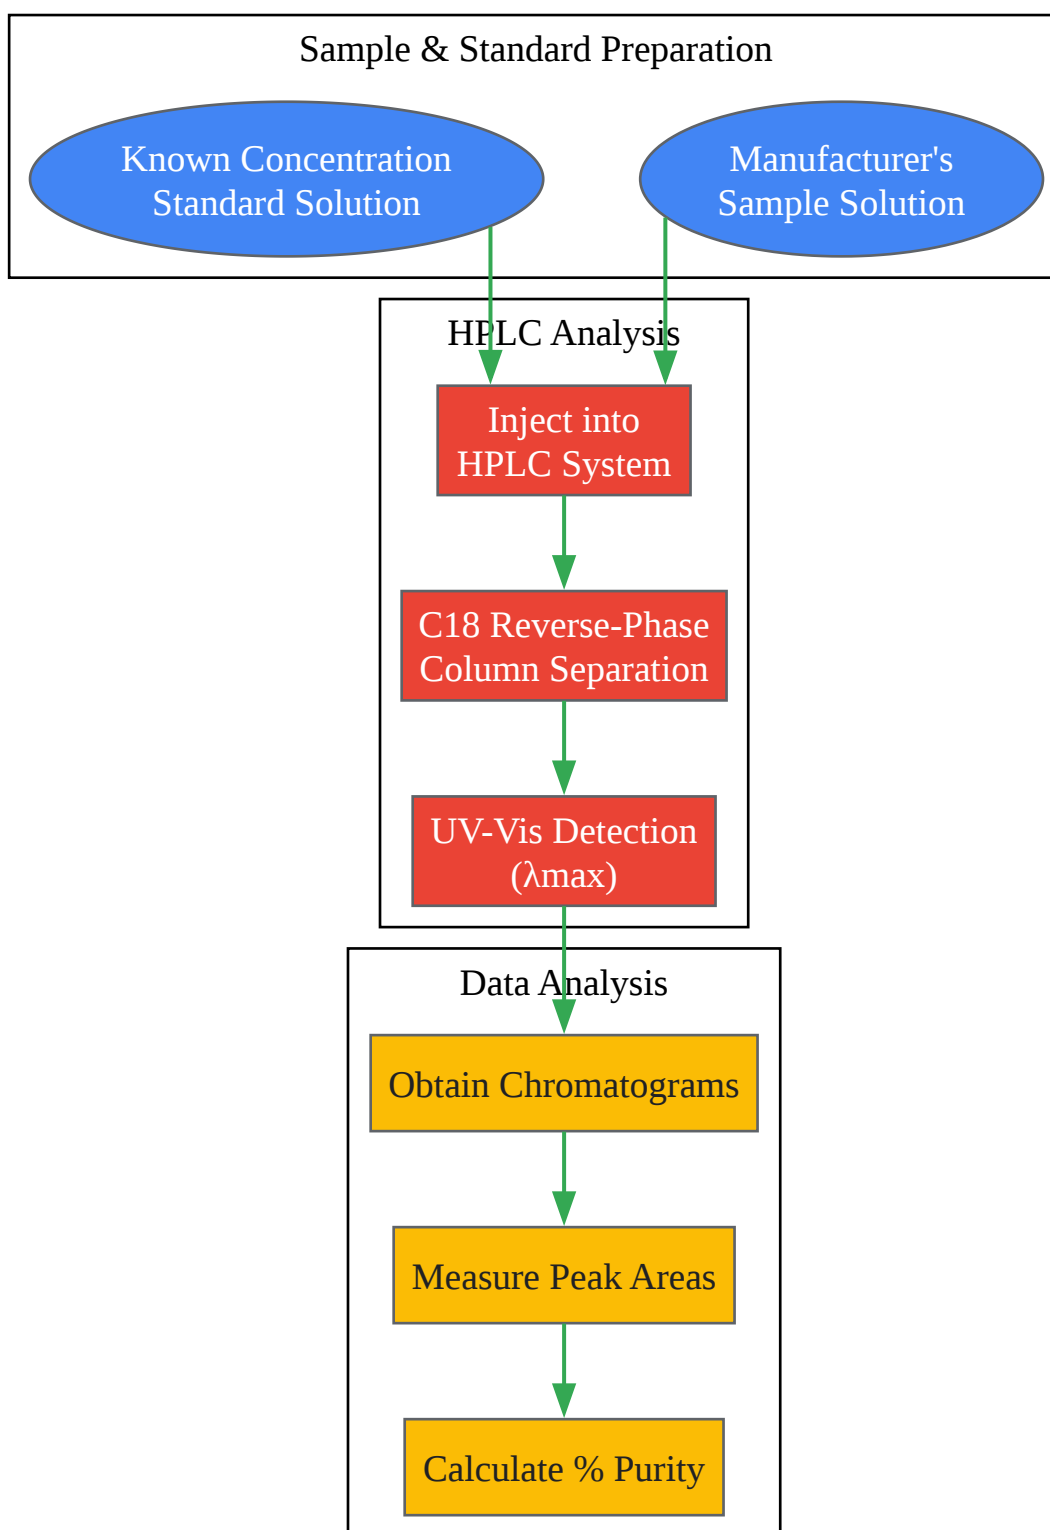 Sample & Standard Preparation
Known Concentration
Standard Solution
Manufacturer's
Sample Solution
HPLC Analysis
Inject into
HPLC System
C18 Reverse-Phase
Column Separation
UV-Vis Detection
(λmax)
Data Analysis
Obtain Chromatograms
Measure Peak Areas
Calculate % Purity